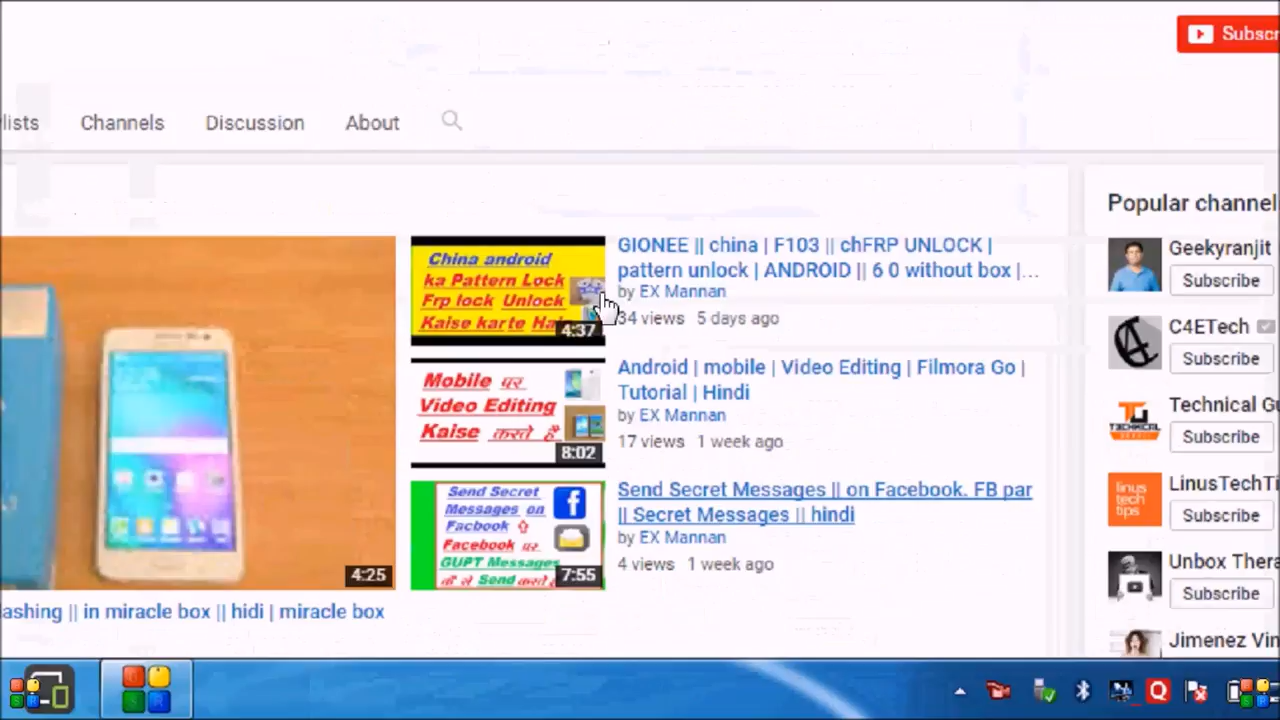 Subscr
lists Channels Discussion About
Popular channel
China android
ka Pattern Lock
Frp lock Unlock
Kaise karte Ha
4:37
GIONEE || china | F103 || chFRP UNLOCK |
pattern unlock | ANDROID || 6 0 without box |...
by EX Mannan
34 views 5 days ago
Mobile पर
Video Editing
Kaise करते है
8:02
Android | mobile | Video Editing | Filmora Go |
Tutorial | Hindi
by EX Mannan
17 views 1 week ago
Send Secret
Messages on
Facbook
Facebook पर
GUPT Messages
7:55
Send Secret Messages || on Facebook. FB par
|| Secret Messages || hindi
by EX Mannan
4 views 1 week ago
4:25
ashing || in miracle box || hidi | miracle box
Geekyranjit
Subscribe
C4ETech
Subscribe
TECHNICAL
Technical Gu
Subscribe
linus
tech
tips
LinusTechTi
Subscribe
Unbox Thera
Subscribe
Jimenez Vin